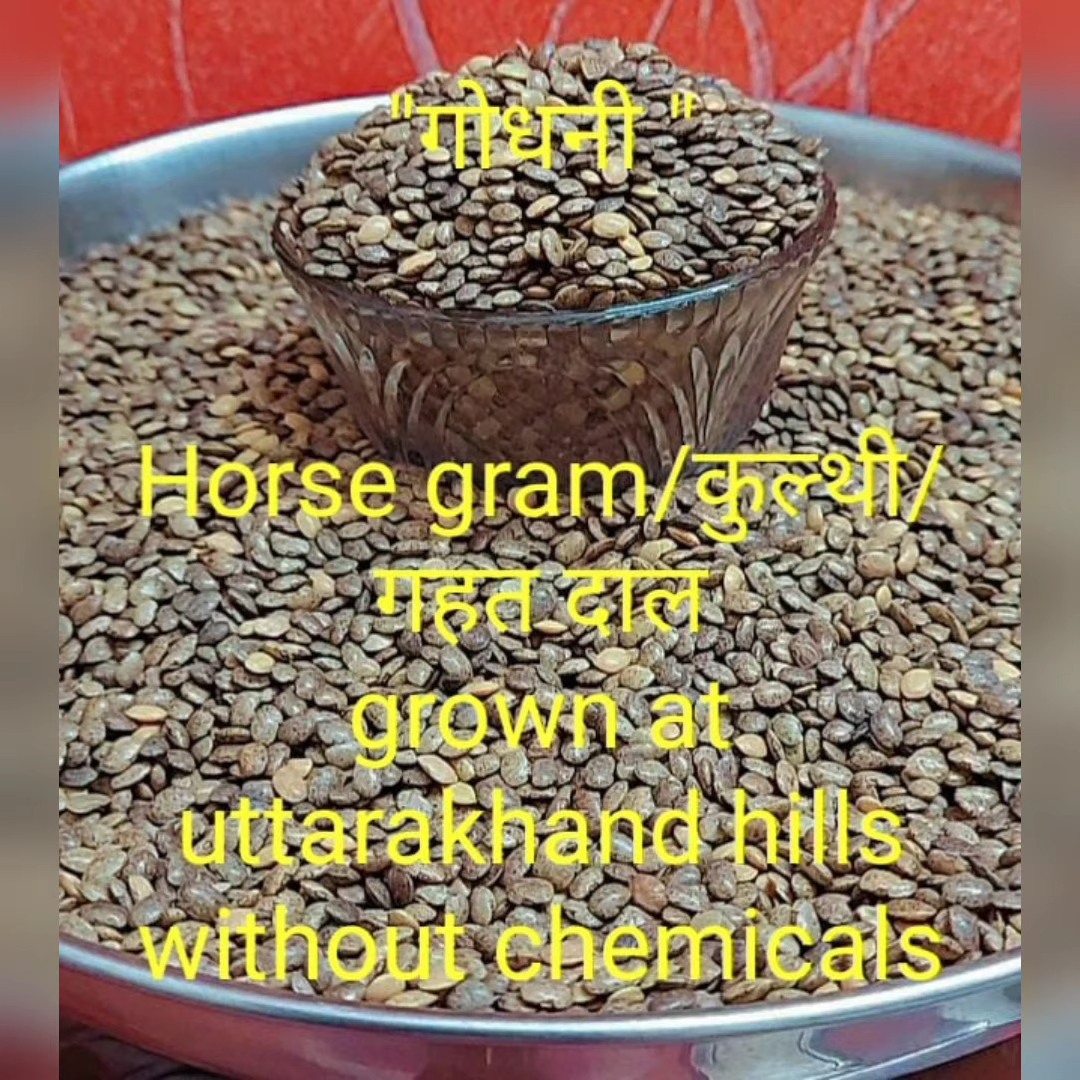 "गोधनी "
Horse gram/कुल्थी/
गहत दाल
grown at
uttarakhand hills
without chemicals